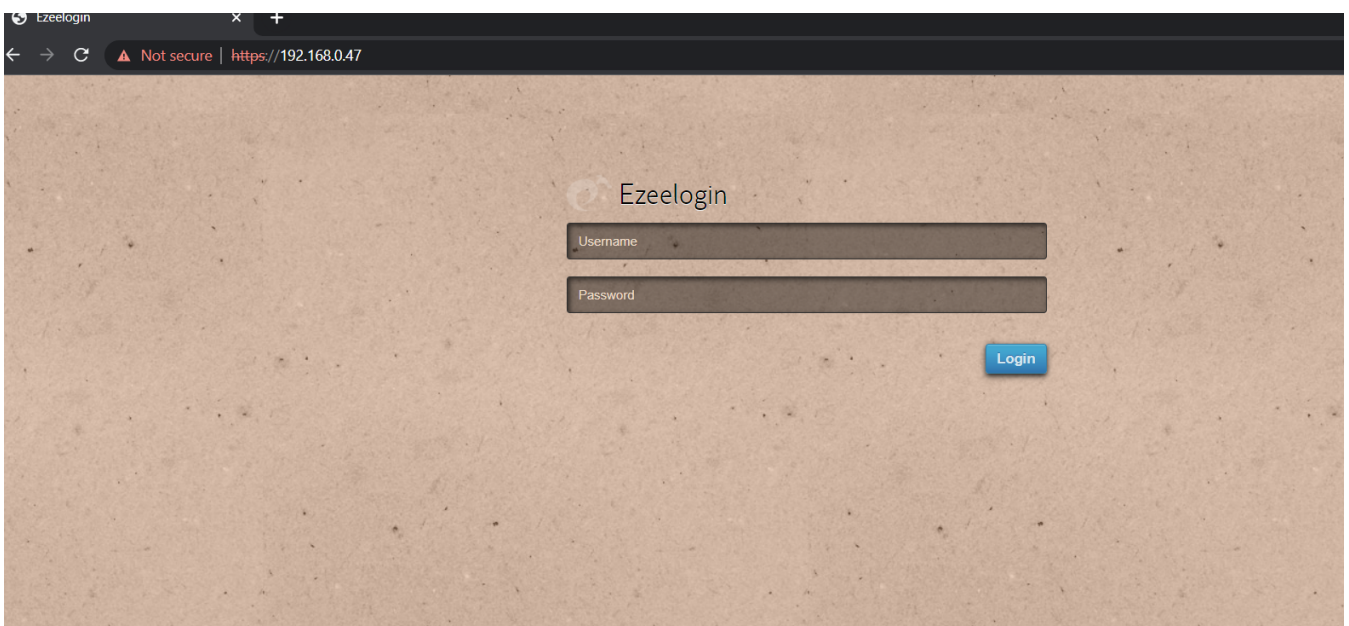 Ezeelogin
Not secure | https://192.168.0.47
Ezeelogin
Username
Password
Login